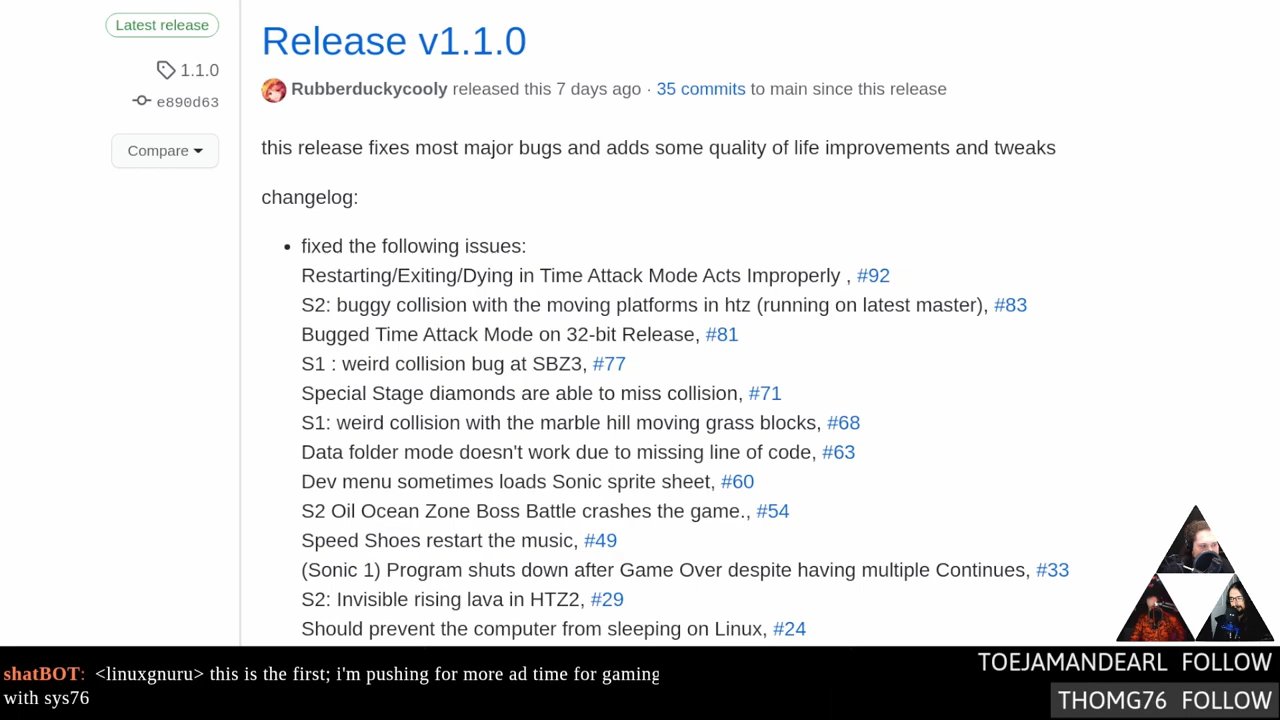 Latest release
1.1.0
e890d63
Compare
Release v1.1.0
Rubberduckycooly released this 7 days ago · 35 commits to main since this release
this release fixes most major bugs and adds some quality of life improvements and tweaks
changelog:
• fixed the following issues:
Restarting/Exiting/Dying in Time Attack Mode Acts Improperly , #92
S2: buggy collision with the moving platforms in htz (running on latest master), #83
Bugged Time Attack Mode on 32-bit Release, #81
S1 : weird collision bug at SBZ3, #77
Special Stage diamonds are able to miss collision, #71
S1: weird collision with the marble hill moving grass blocks, #68
Data folder mode doesn't work due to missing line of code, #63
Dev menu sometimes loads Sonic sprite sheet, #60
S2 Oil Ocean Zone Boss Battle crashes the game., #54
Speed Shoes restart the music, #49
(Sonic 1) Program shuts down after Game Over despite having multiple Continues, #33
S2: Invisible rising lava in HTZ2, #29
Should prevent the computer from sleeping on Linux, #24
shatBOT: <linuxgnuru> this is the first; i'm pushing for more ad time for gaming
with sys76
TOEJAMANDEARL FOLLOW
THOMG76 FOLLOW